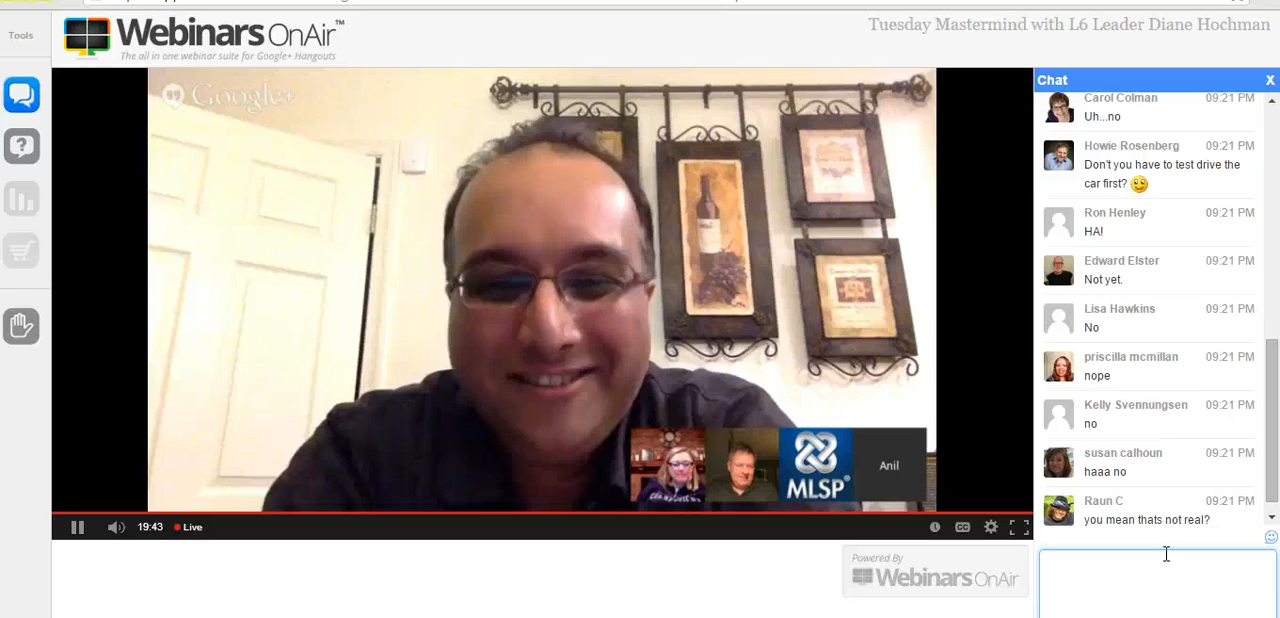 Tools
Webinars OnAir™
The all in one webinar suite for Google+ Hangouts
Tuesday Mastermind with L6 Leader Diane Hochman
Google+
MLSP®
Anil
19:43
Live
CC
Powered By
Webinars OnAir
Chat
X
Carol Colman 09:21 PM
Uh...no
Howie Rosenberg 09:21 PM
Don't you have to test drive the
car first?
Ron Henley 09:21 PM
HA!
Edward Elster 09:21 PM
Not yet.
Lisa Hawkins 09:21 PM
No
priscilla mcmillan 09:21 PM
nope
Kelly Svennungsen 09:21 PM
no
susan calhoun 09:21 PM
haaa no
Raun C 09:21 PM
you mean thats not real?